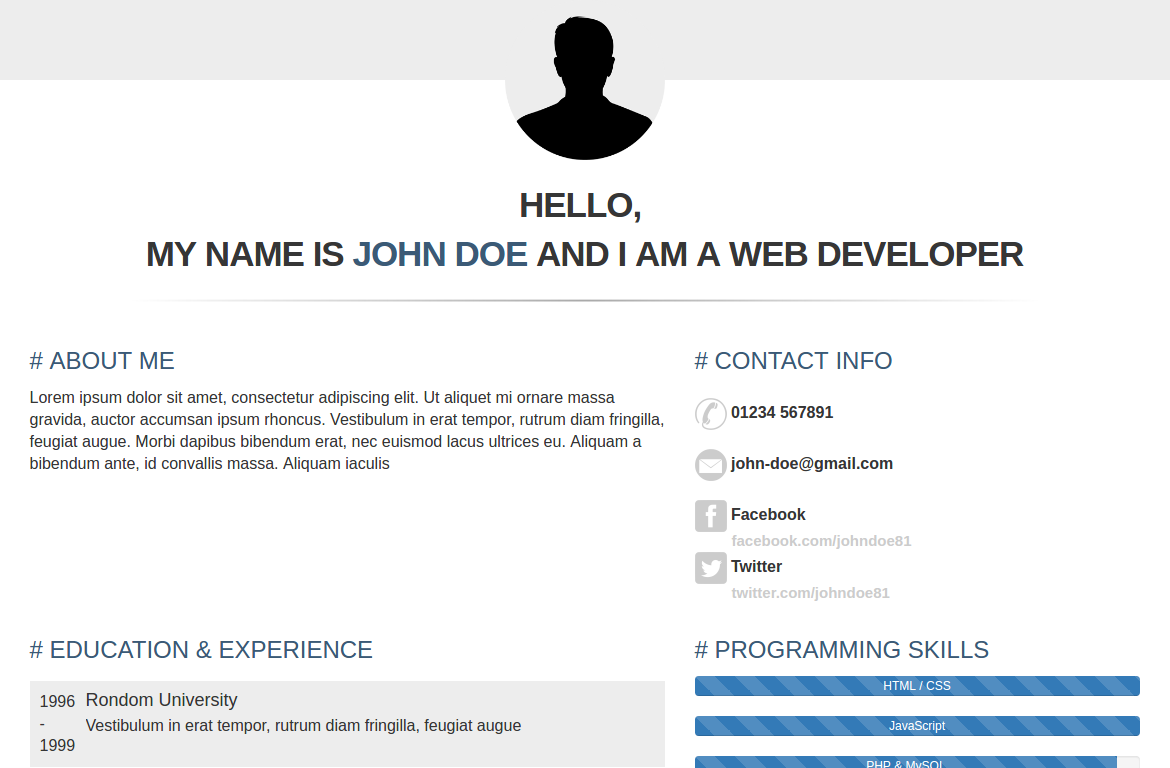 HELLO,
MY NAME IS JOHN DOE AND I AM A WEB DEVELOPER
# ABOUT ME
Lorem ipsum dolor sit amet, consectetur adipiscing elit. Ut aliquet mi ornare massa
gravida, auctor accumsan ipsum rhoncus. Vestibulum in erat tempor, rutrum diam fringilla,
feugiat augue. Morbi dapibus bibendum erat, nec euismod lacus ultrices eu. Aliquam a
bibendum ante, id convallis massa. Aliquam iaculis
# CONTACT INFO
01234 567891
john-doe@gmail.com
Facebook
facebook.com/johndoe81
Twitter
twitter.com/johndoe81
# EDUCATION & EXPERIENCE
1996
-
1999
Rondom University
Vestibulum in erat tempor, rutrum diam fringilla, feugiat augue
# PROGRAMMING SKILLS
HTML / CSS
JavaScript
PHP & MySQL